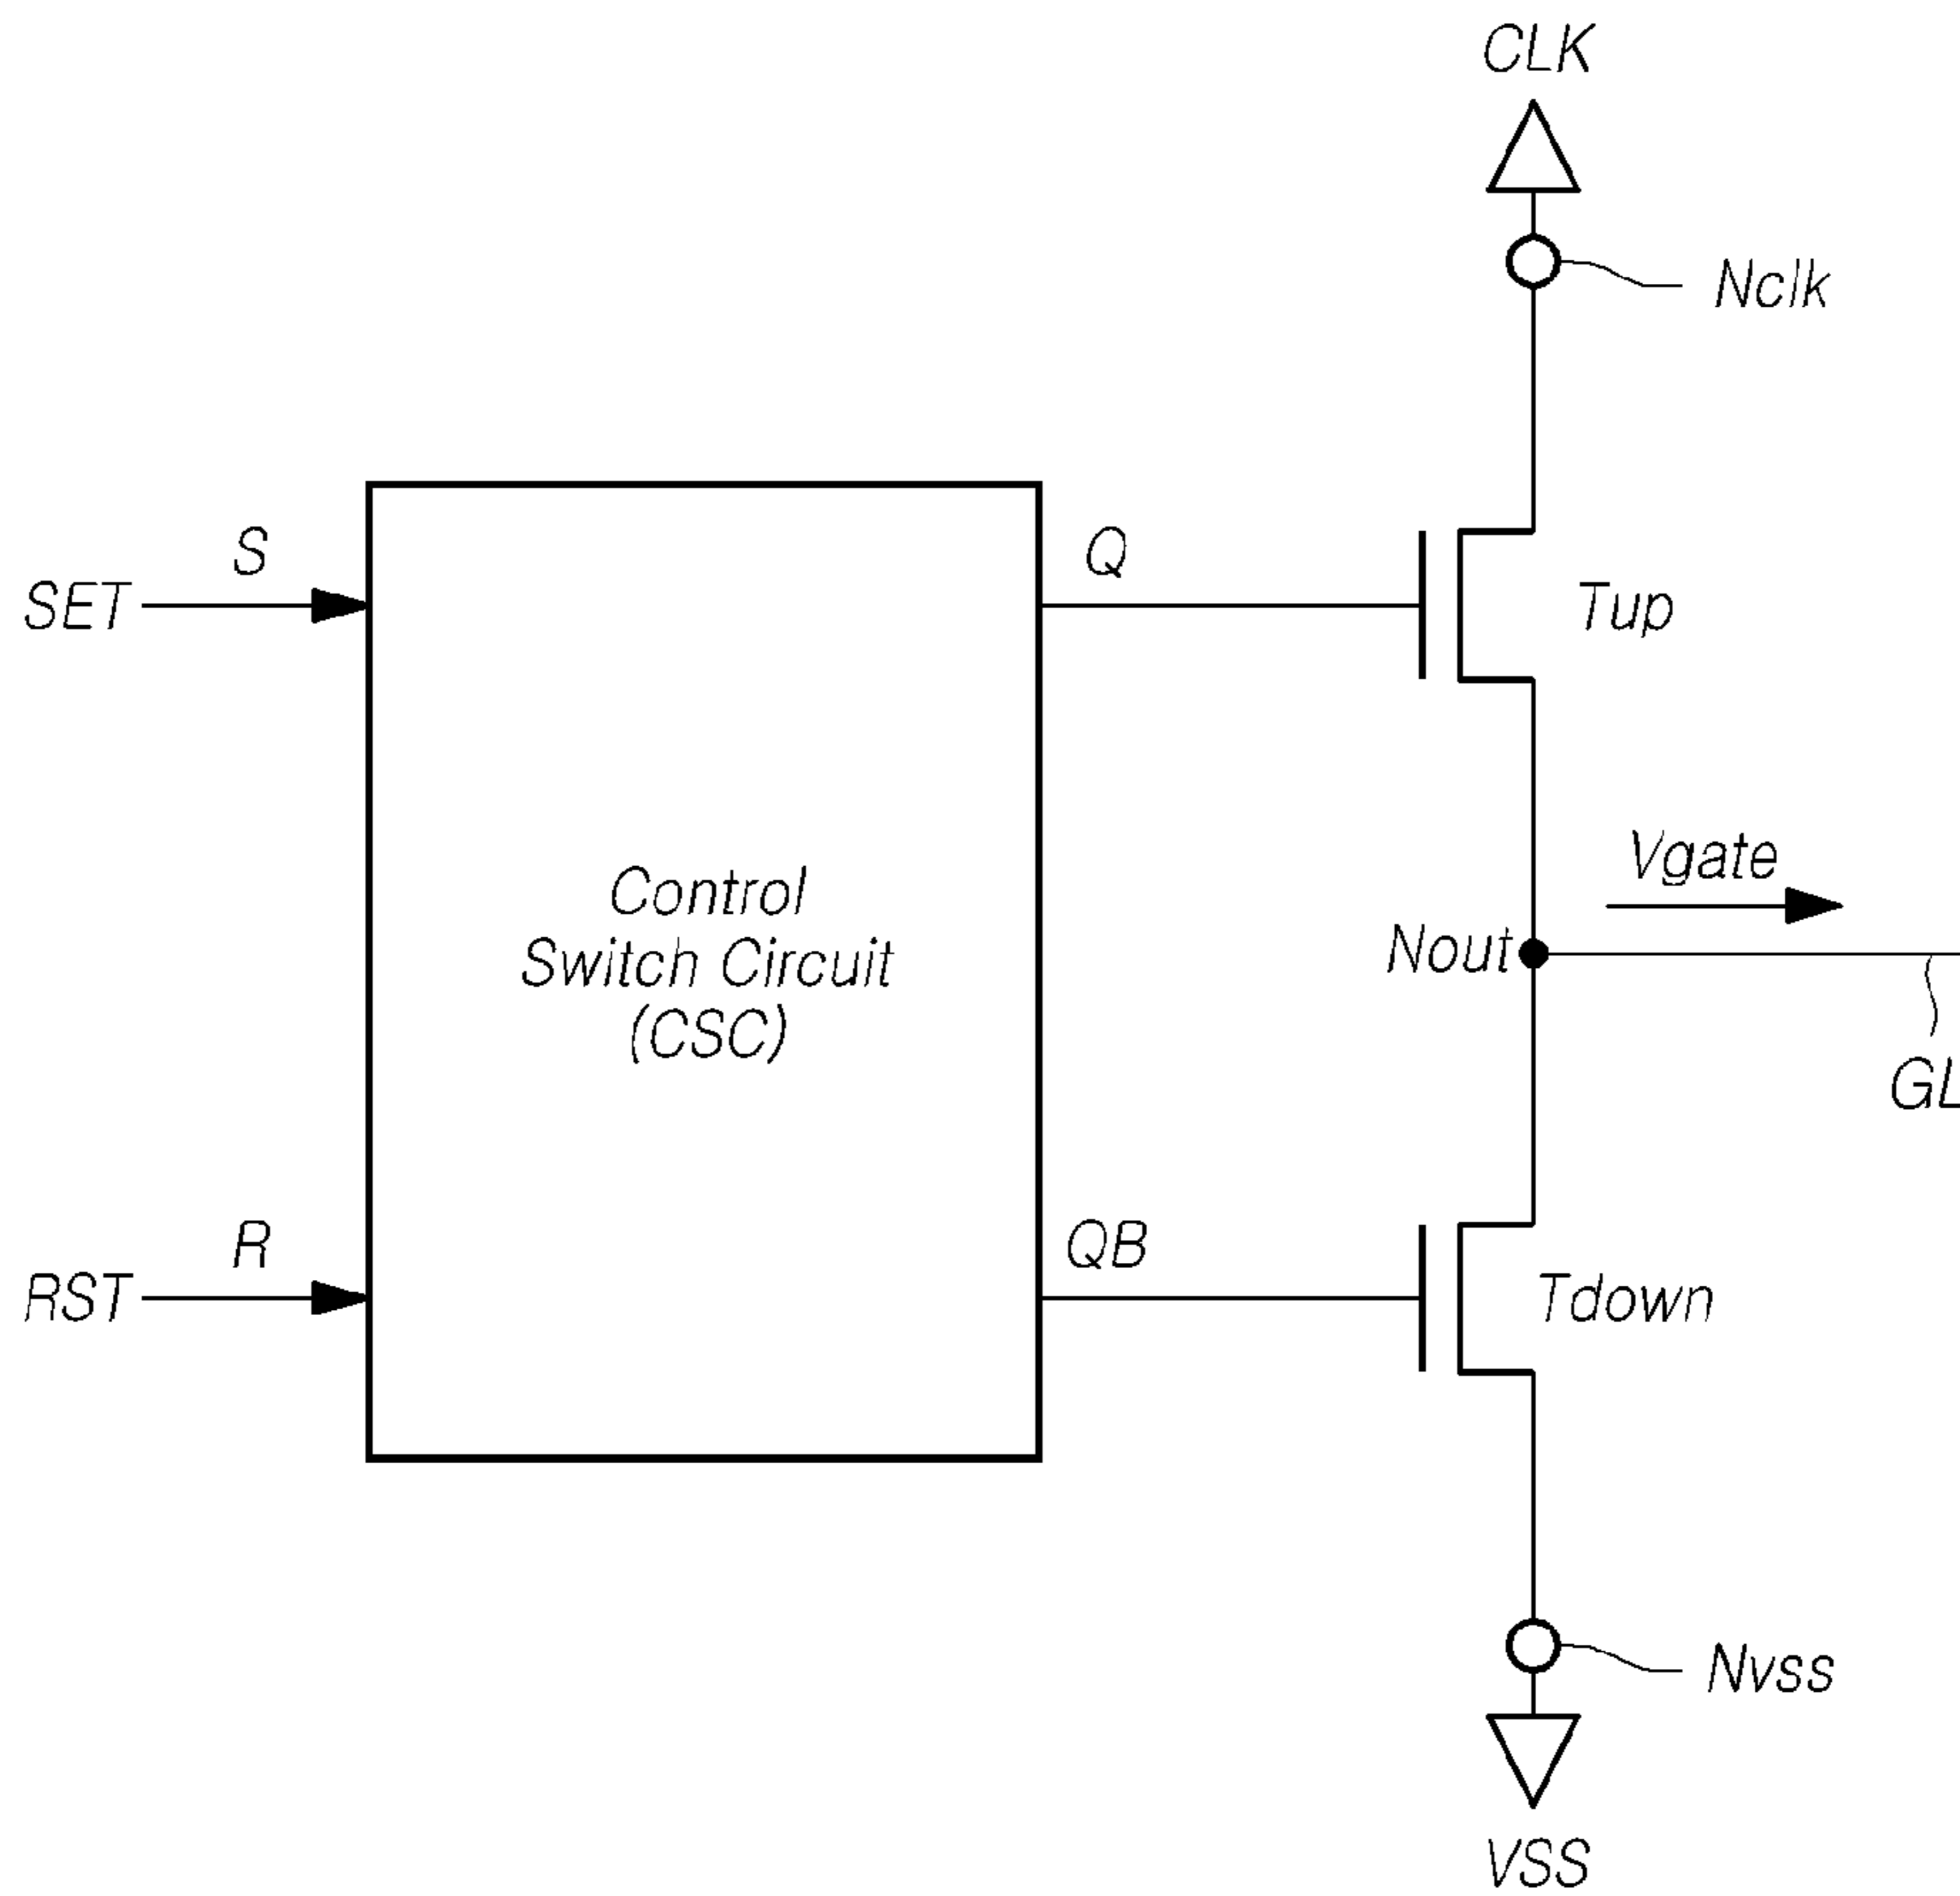 CLK
Nclk
S
Q
SET
Tup
Vgate
Control
Switch Circuit
(CSC)
Nout
GL
R
QB
RST
Tdown
Nvss
VSS